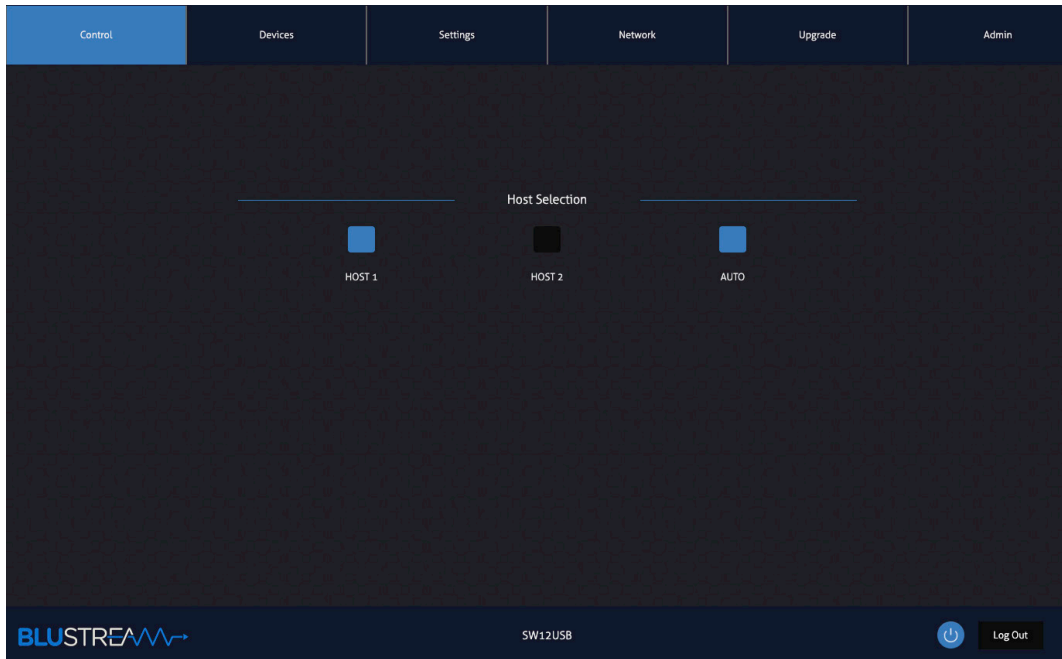 Control Devices Settings Network Upgrade Admin
Host Selection
HOST 1 HOST 2 AUTO
BLUSTREAM SW12USB Log Out